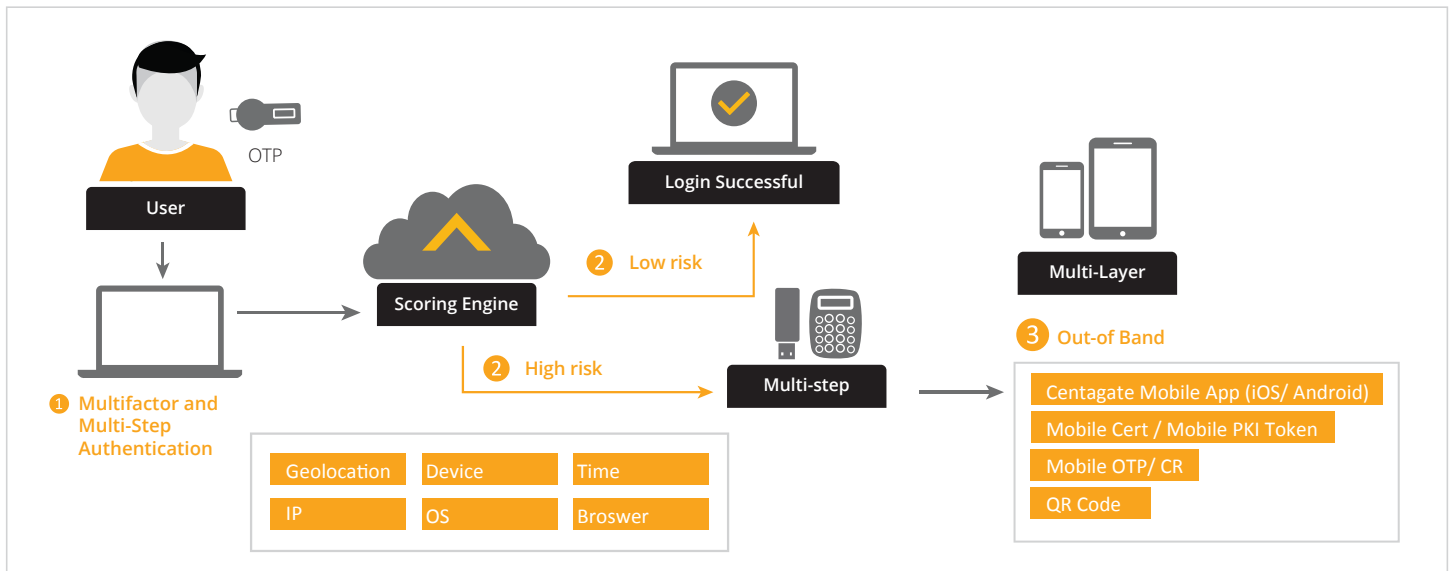 OTP
User
1 Multifactor and
Multi-Step
Authentication
Scoring Engine
2 Low risk
Login Successful
2 High risk
Multi-step
Geolocation
Device
Time
IP
OS
Broswer
Multi-Layer
3 Out-of Band
Centagate Mobile App (iOS/ Android)
Mobile Cert / Mobile PKI Token
Mobile OTP/ CR
QR Code